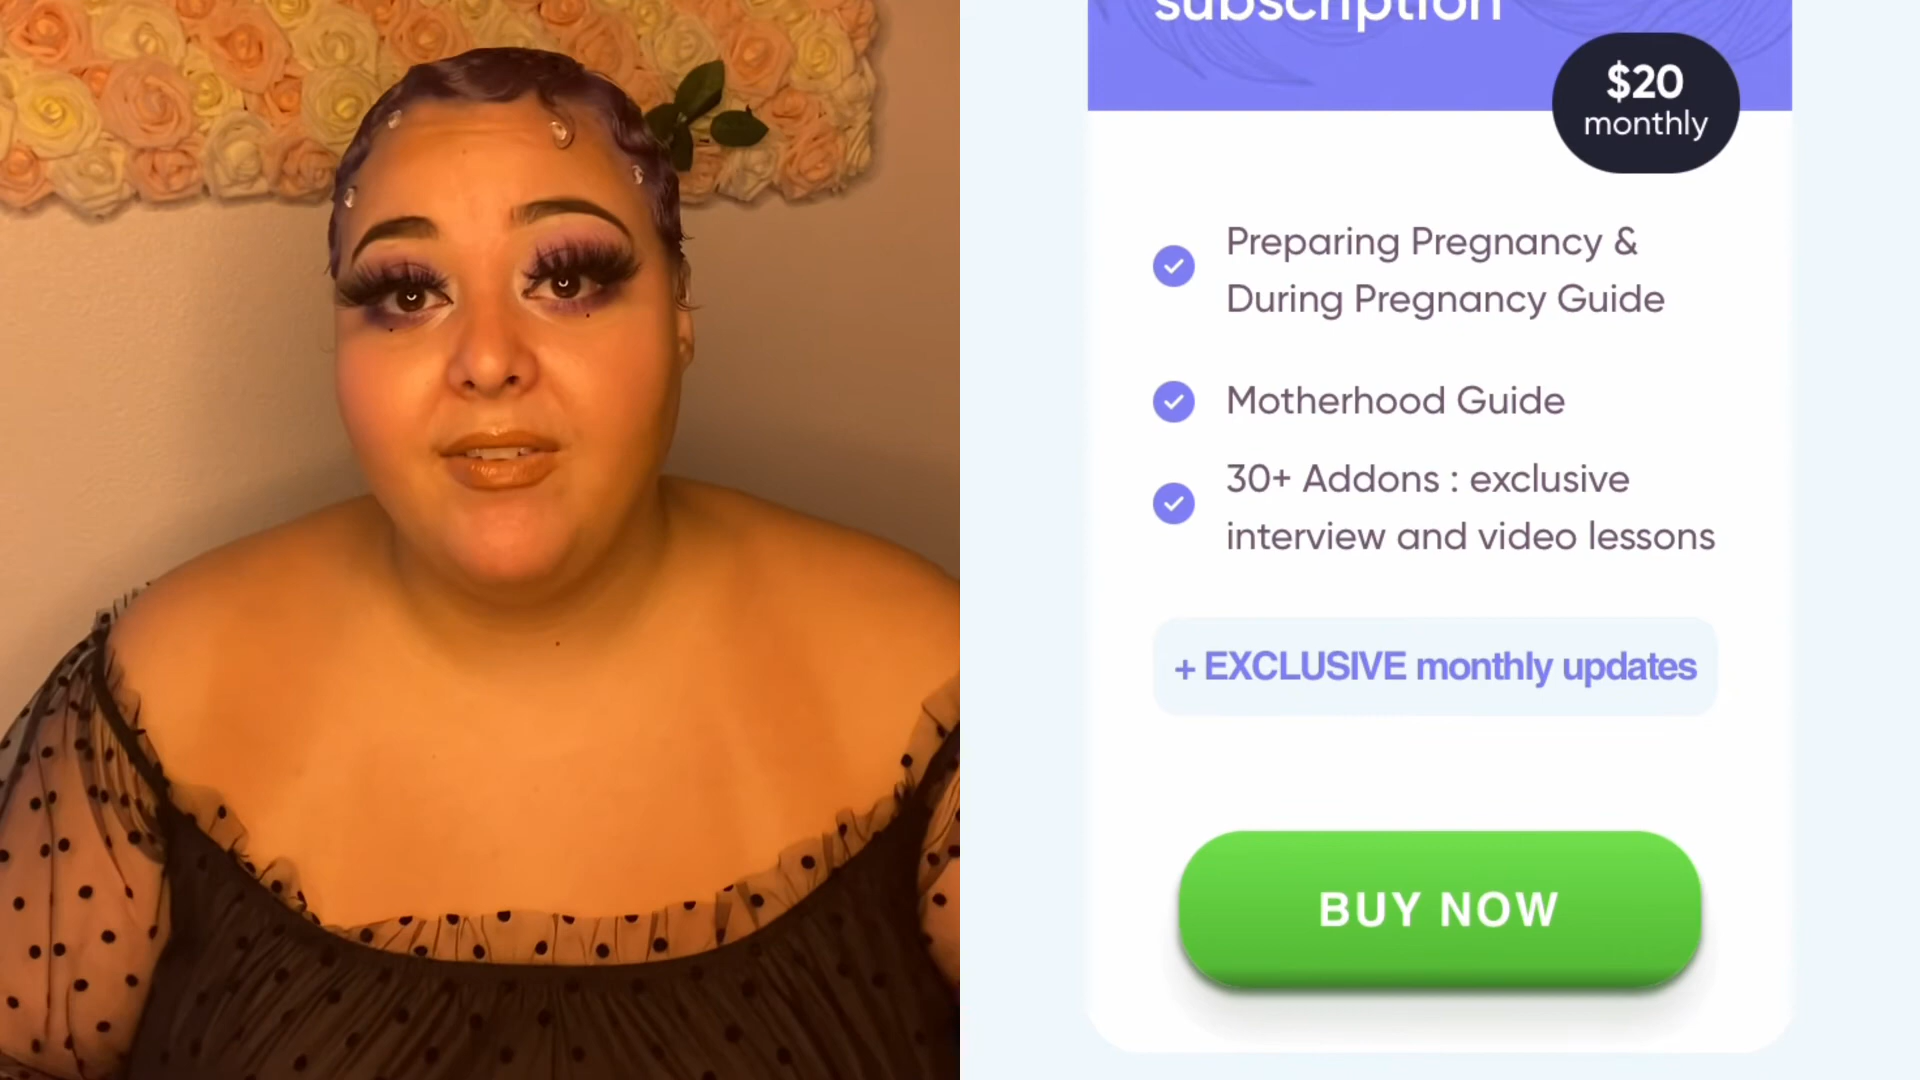 subscription
$20
monthly
Preparing Pregnancy &
During Pregnancy Guide
Motherhood Guide
30+ Addons : exclusive
interview and video lessons
+ EXCLUSIVE monthly updates
BUY NOW